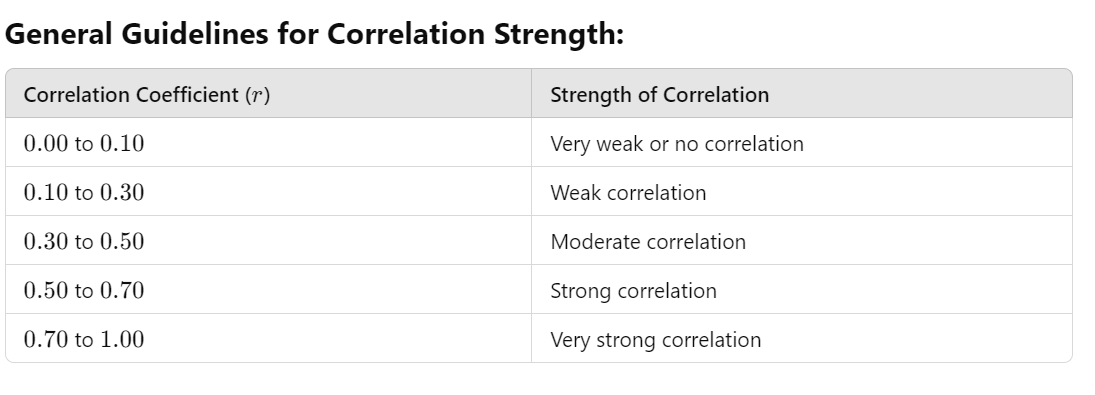 General Guidelines for Correlation Strength:
Correlation Coefficient (r) Strength of Correlation
0.00 to 0.10 Very weak or no correlation
0.10 to 0.30 Weak correlation
0.30 to 0.50 Moderate correlation
0.50 to 0.70 Strong correlation
0.70 to 1.00 Very strong correlation